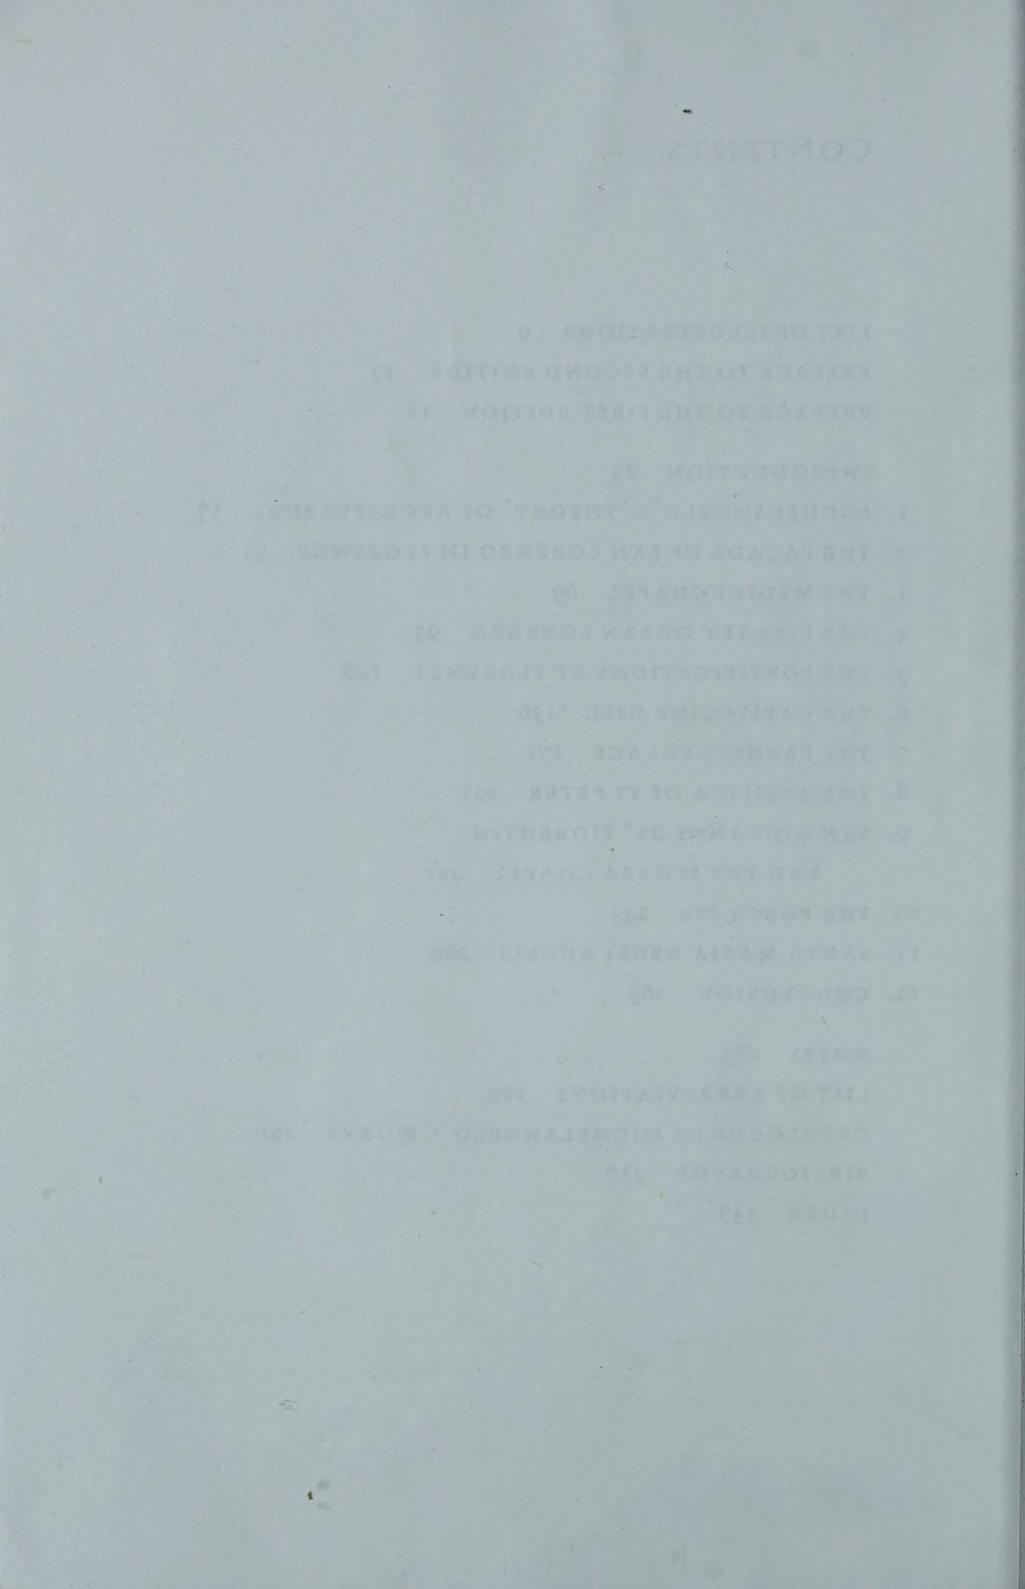 CONTENTS
LIST OF ILLUSTRATIONS 9
PREFACE TO THE SECOND EDITION 17
PREFACE TO THE FIRST EDITION 18
INTRODUCTION 25
1. MICHELANGELO'S 'THEORY' OF ARCHITECTURE 37
2. THE FAÇADE OF SAN LORENZO IN FLORENCE
3. THE MEDICI CHAPEL 69
4. THE LIBRARY OF SAN LORENZO 95
5. THE FORTIFICATIONS OF FLORENCE 120
6. THE CAPITOLINE HILL 136
7. THE FARNESE PALACE 171
8. THE BASILICA OF ST PETER
9. SAN GIOVANNI DE' FIORENTINI
AND THE SFORZA CHAPEL
10. THE PORTA PIA 243
11. SANTA MARIA DEGLI ANGELI 260
12. CONCLUSION 269
NOTES 283
LIST OF ABBREVIATIONS 289
CATALOGUE OF MICHELANGELO'S WORKS 291
BIBLIOGRAPHY 339
INDEX 357